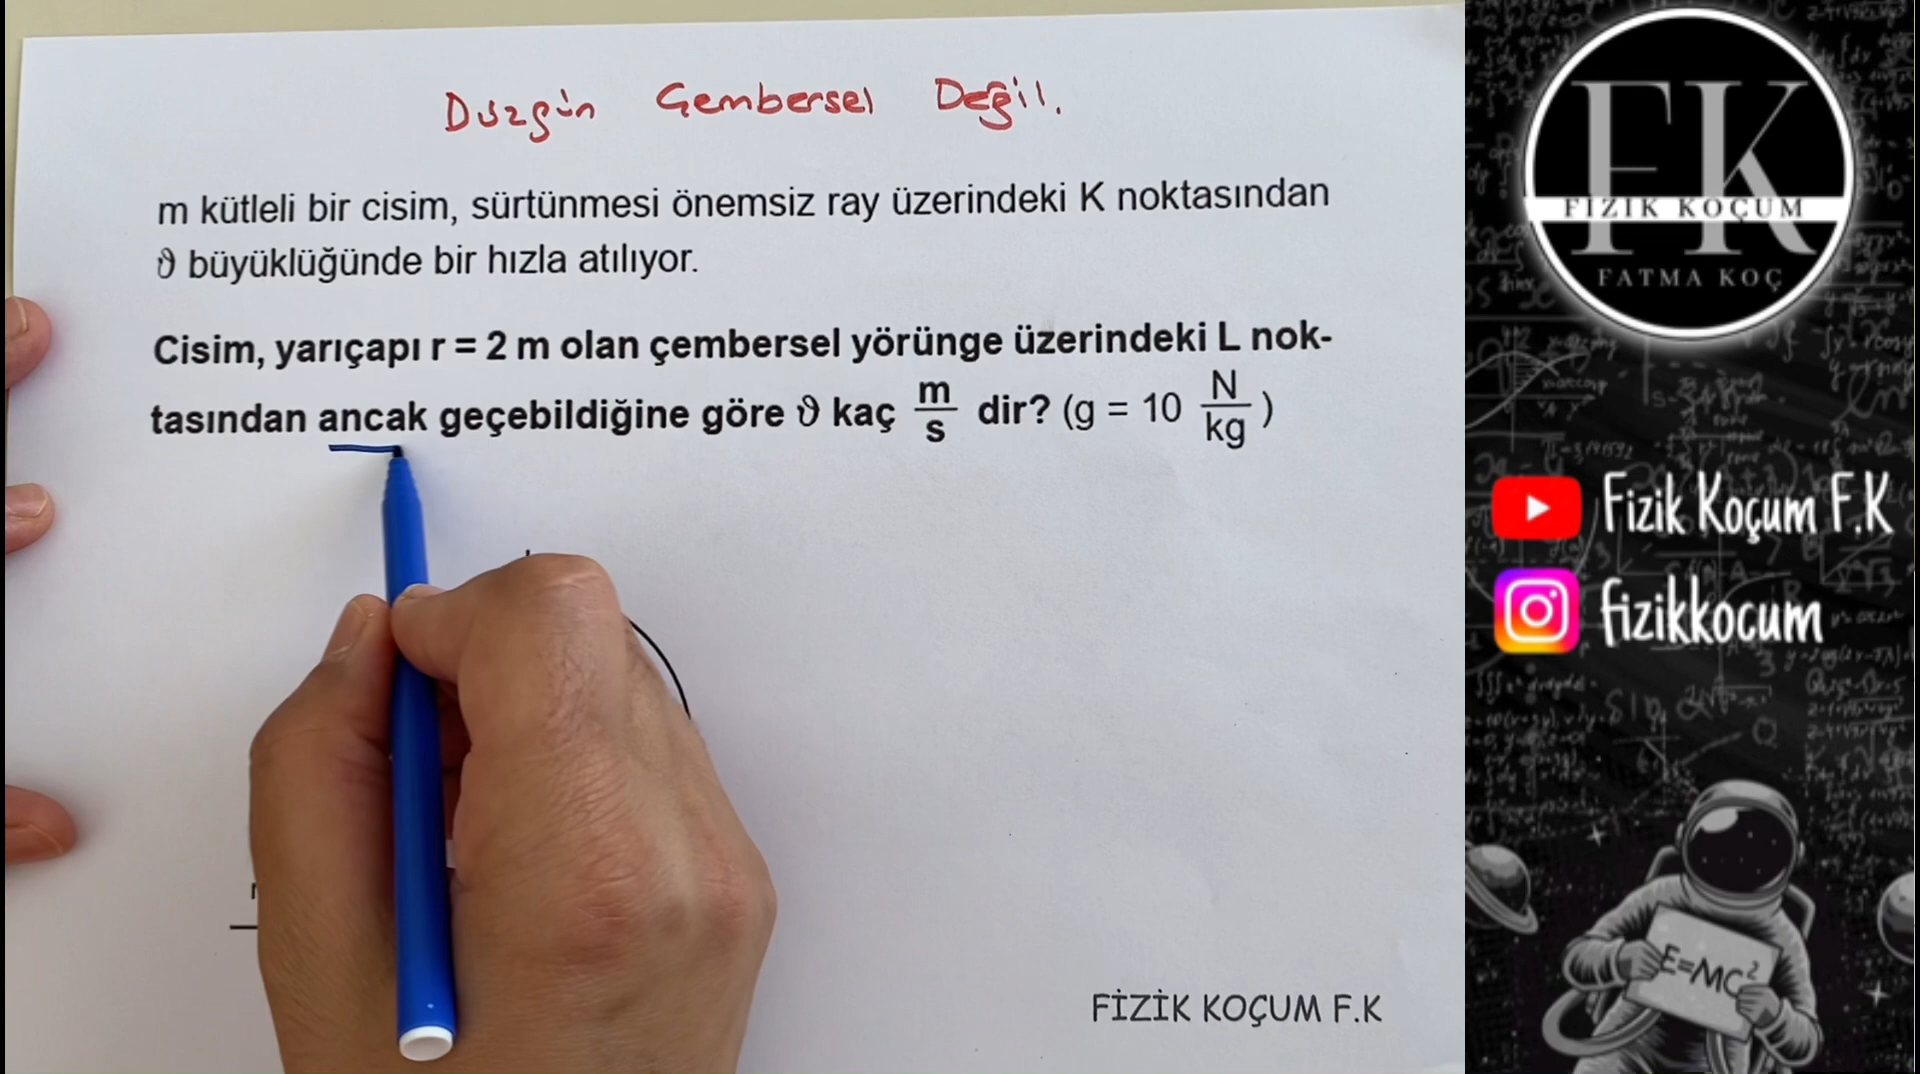 Düzgün Çembersel Değil.
m kütleli bir cisim, sürtünmesi önemsiz ray üzerindeki K noktasından
ϑ büyüklüğünde bir hızla atılıyor.
Cisim, yarıçapı r = 2 m olan çembersel yörünge üzerindeki L nok-
tasından ancak geçebildiğine göre ϑ kaç m/s dir? (g = 10 N/kg)
FİZİK KOÇUM F.K
FK
FİZİK KOÇUM
FATMA KOÇ
Fizik Koçum F.K
fizikkocum
E=MC²